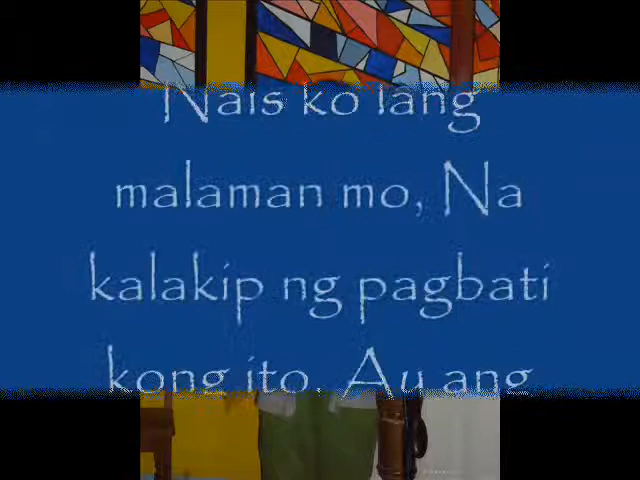 Nais ko lang
malaman mo, Na
kalakip ng pagbati
kong ito, Ay ang